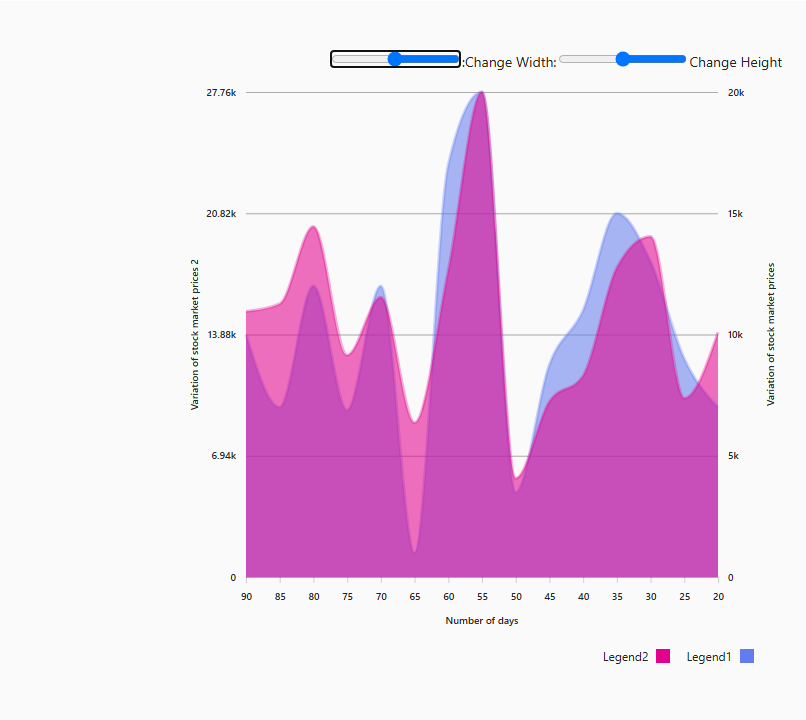 :Change Width: Change Height
27.76k 20k
20.82k 15k
Variation of stock market prices 2
Variation of stock market prices
13.88k 10k
6.94k 5k
0 0
90 85 80 75 70 65 60 55 50 45 40 35 30 25 20
Number of days
Legend2 Legend1